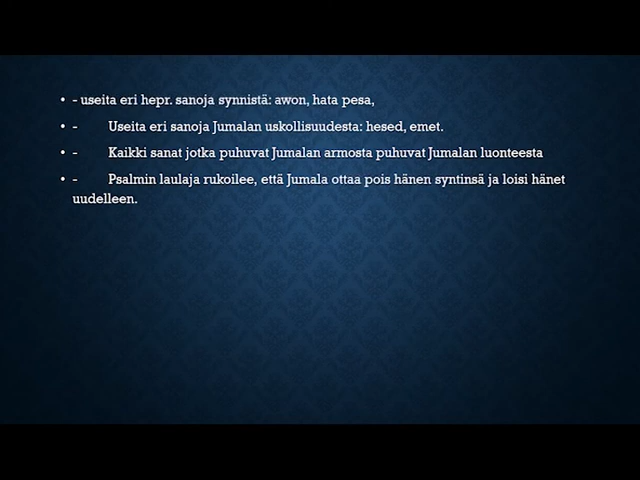 • - useita eri hepr. sanoja synnistä: awon, hata pesa,
• - Useita eri sanoja Jumalan uskollisuudesta: hesed, emet.
• - Kaikki sanat jotka puhuvat Jumalan armosta puhuvat Jumalan luonteesta
• - Psalmin laulaja rukoilee, että Jumala ottaa pois hänen syntinsä ja loisi hänet
uudelleen.